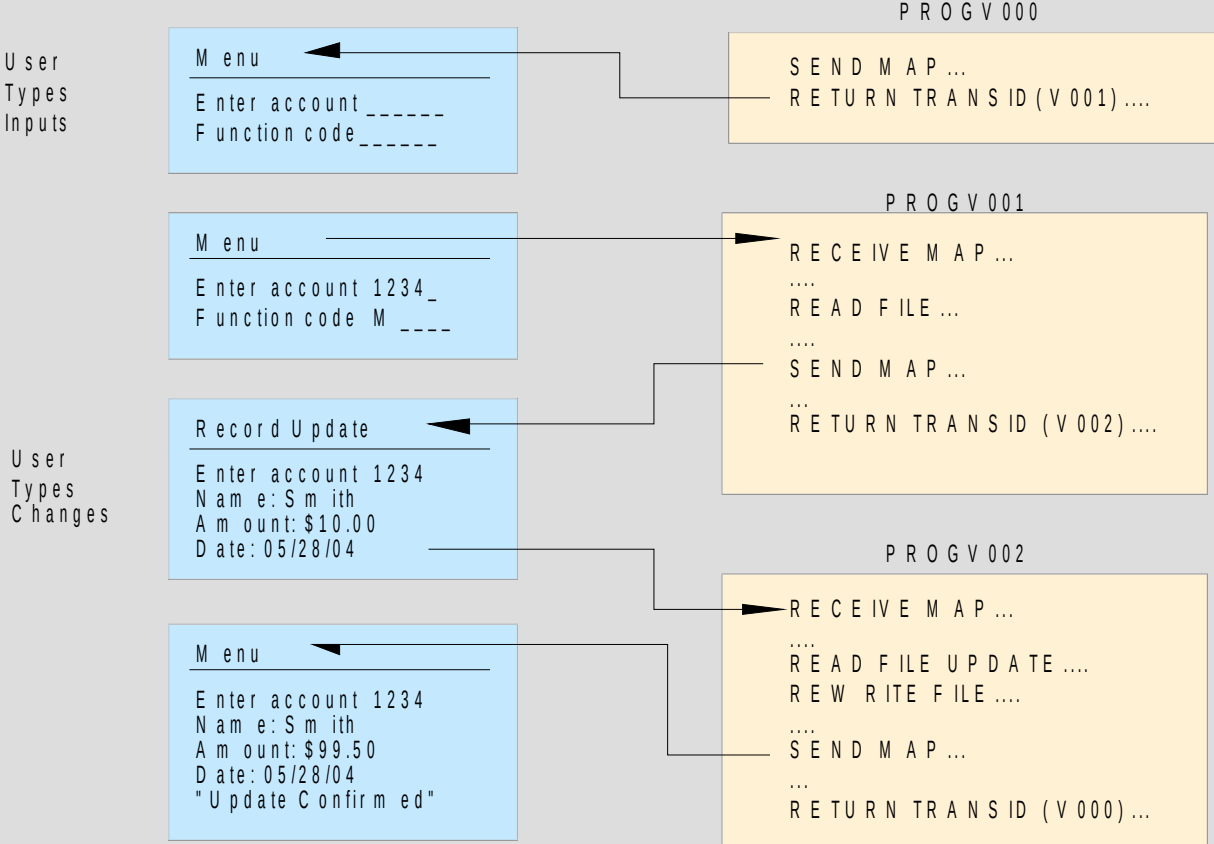 PROGV000
User
Types
Inputs
Menu
Enter account ______
Function code ______
SEND MAP...
RETURN TRANSID(V001)....
PROGV001
Menu
Enter account 1234_
Function code M ____
RECEIVE MAP...
....
READ FILE...
....
SEND MAP...
...
RETURN TRANSID (V002)....
User
Types
Changes
Record Update
Enter account 1234
Name:Smith
Amount:$10.00
Date:05/28/04
PROGV002
RECEIVE MAP...
....
READ FILE UPDATE....
REWRITE FILE....
....
SEND MAP...
...
RETURN TRANSID (V000)...
Menu
Enter account 1234
Name:Smith
Amount:$99.50
Date:05/28/04
"Update Confirmed"